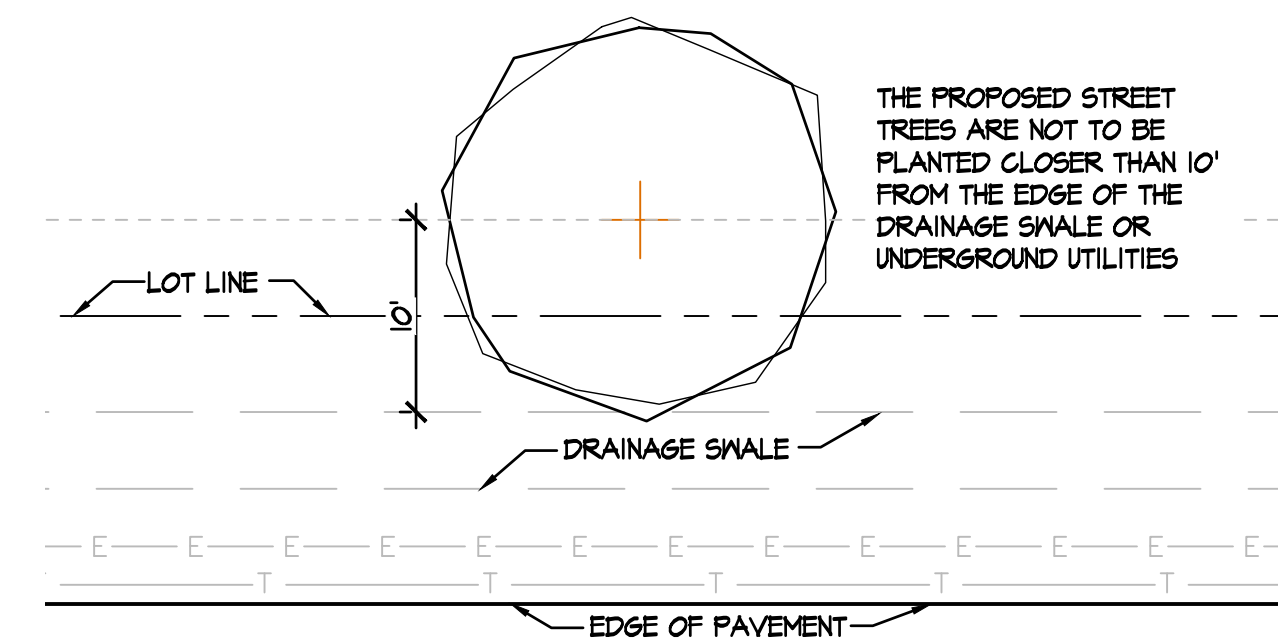 THE PROPOSED STREET
TREES ARE NOT TO BE
PLANTED CLOSER THAN 10'
FROM THE EDGE OF THE
DRAINAGE SWALE OR
UNDERGROUND UTILITIES
LOT LINE
10'
DRAINAGE SWALE
E E E E E E E E E E E E E
T T T T T
EDGE OF PAVEMENT